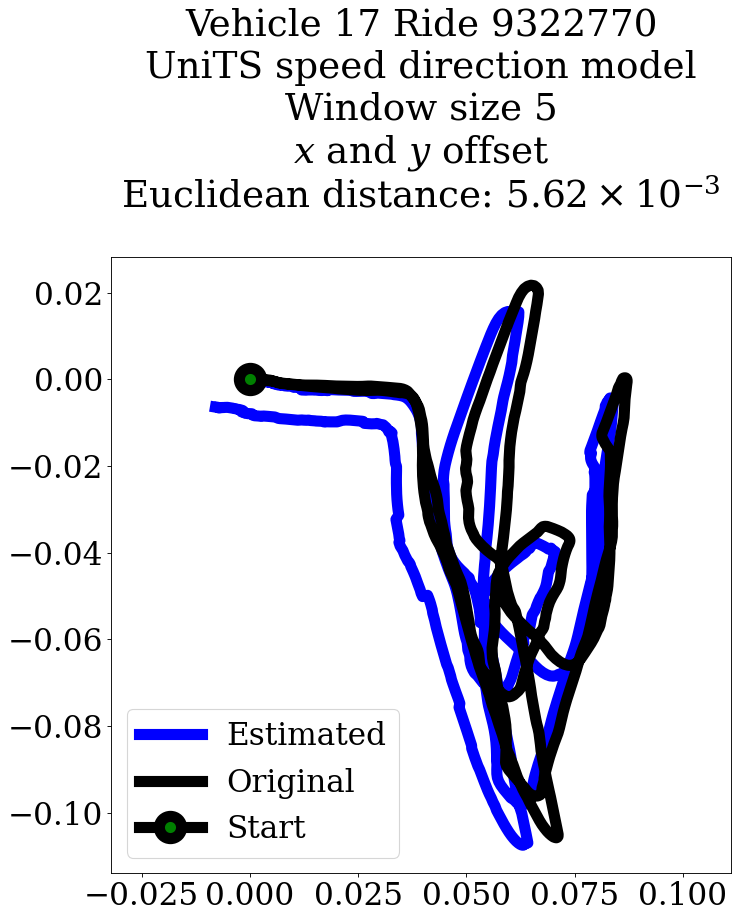 Vehicle 17 Ride 9322770
UniTS speed direction model
Window size 5
x and y offset
Euclidean distance: 5.62 × 10⁻³
0.02
0.00
−0.02
−0.04
−0.06
−0.08
−0.10
Estimated
Original
Start
−0.025 0.000 0.025 0.050 0.075 0.100